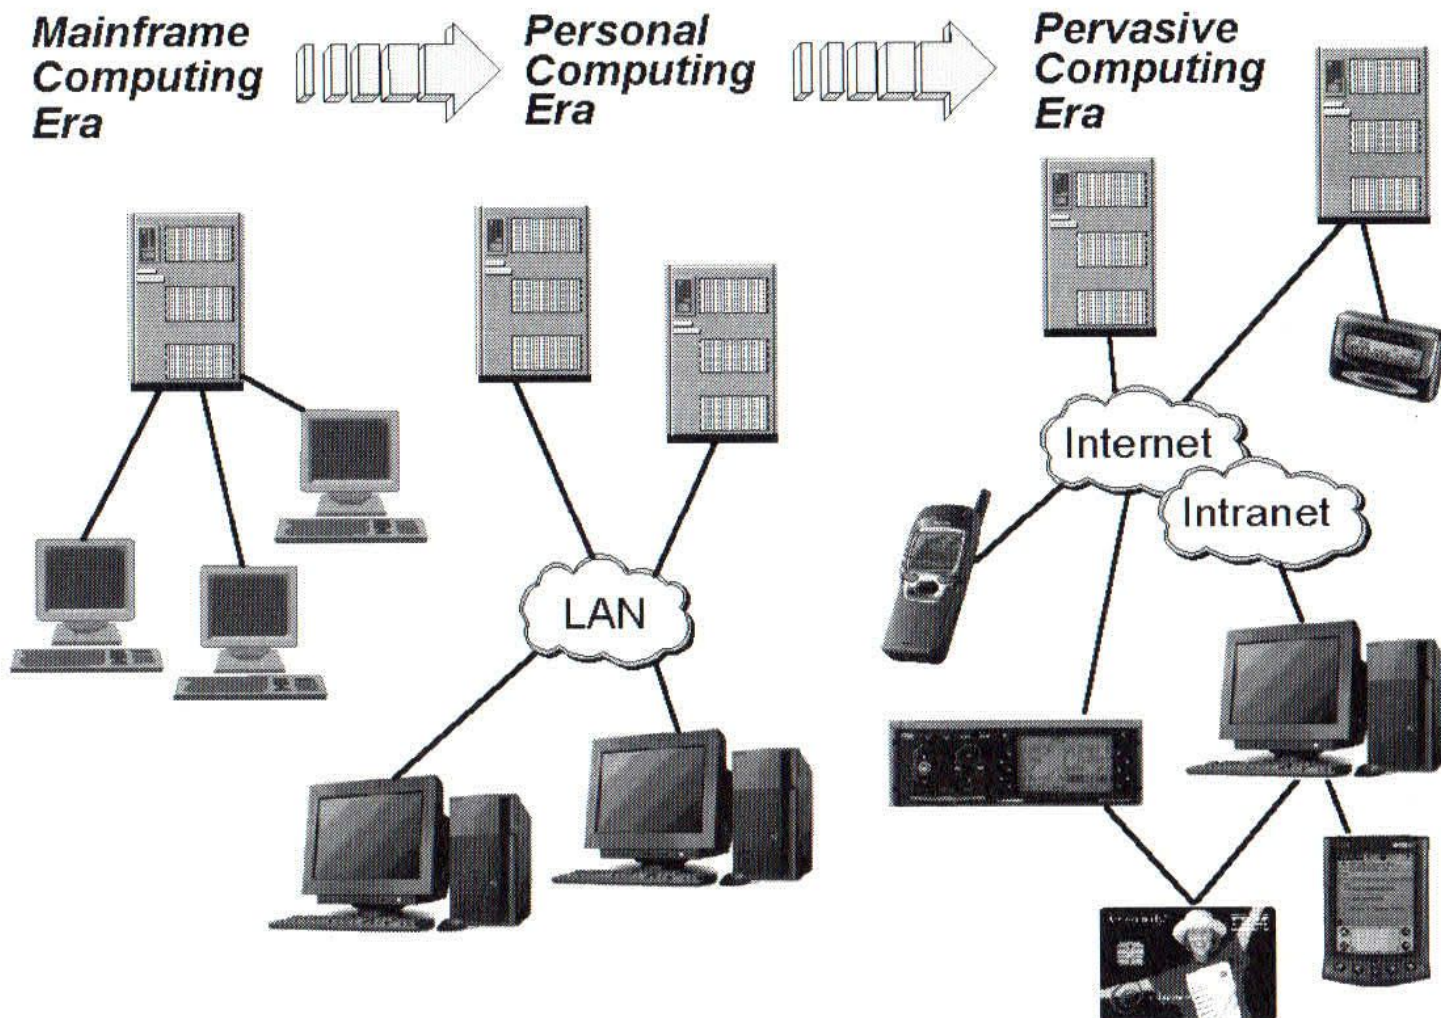 Mainframe
Computing
Era
Personal
Computing
Era
Pervasive
Computing
Era
Internet
Intranet
LAN